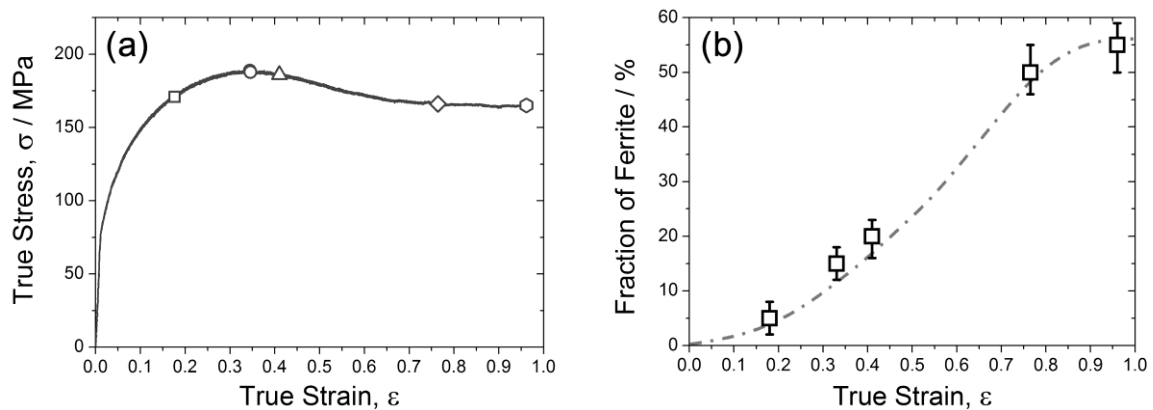 (a)
True Stress, σ / MPa
200
150
100
50
0
0.0 0.1 0.2 0.3 0.4 0.5 0.6 0.7 0.8 0.9 1.0
True Strain, ε
(b)
Fraction of Ferrite / %
60
50
40
30
20
10
0
0.0 0.1 0.2 0.3 0.4 0.5 0.6 0.7 0.8 0.9 1.0
True Strain, ε